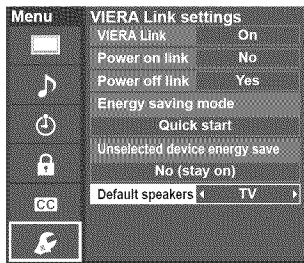 Menu
VIERA Link settings
VIERA Link On
Power on link No
Power off link Yes
Energy saving mode
Quick start
Unselected device energy save
No (stay on)
Default speakers TV
CC